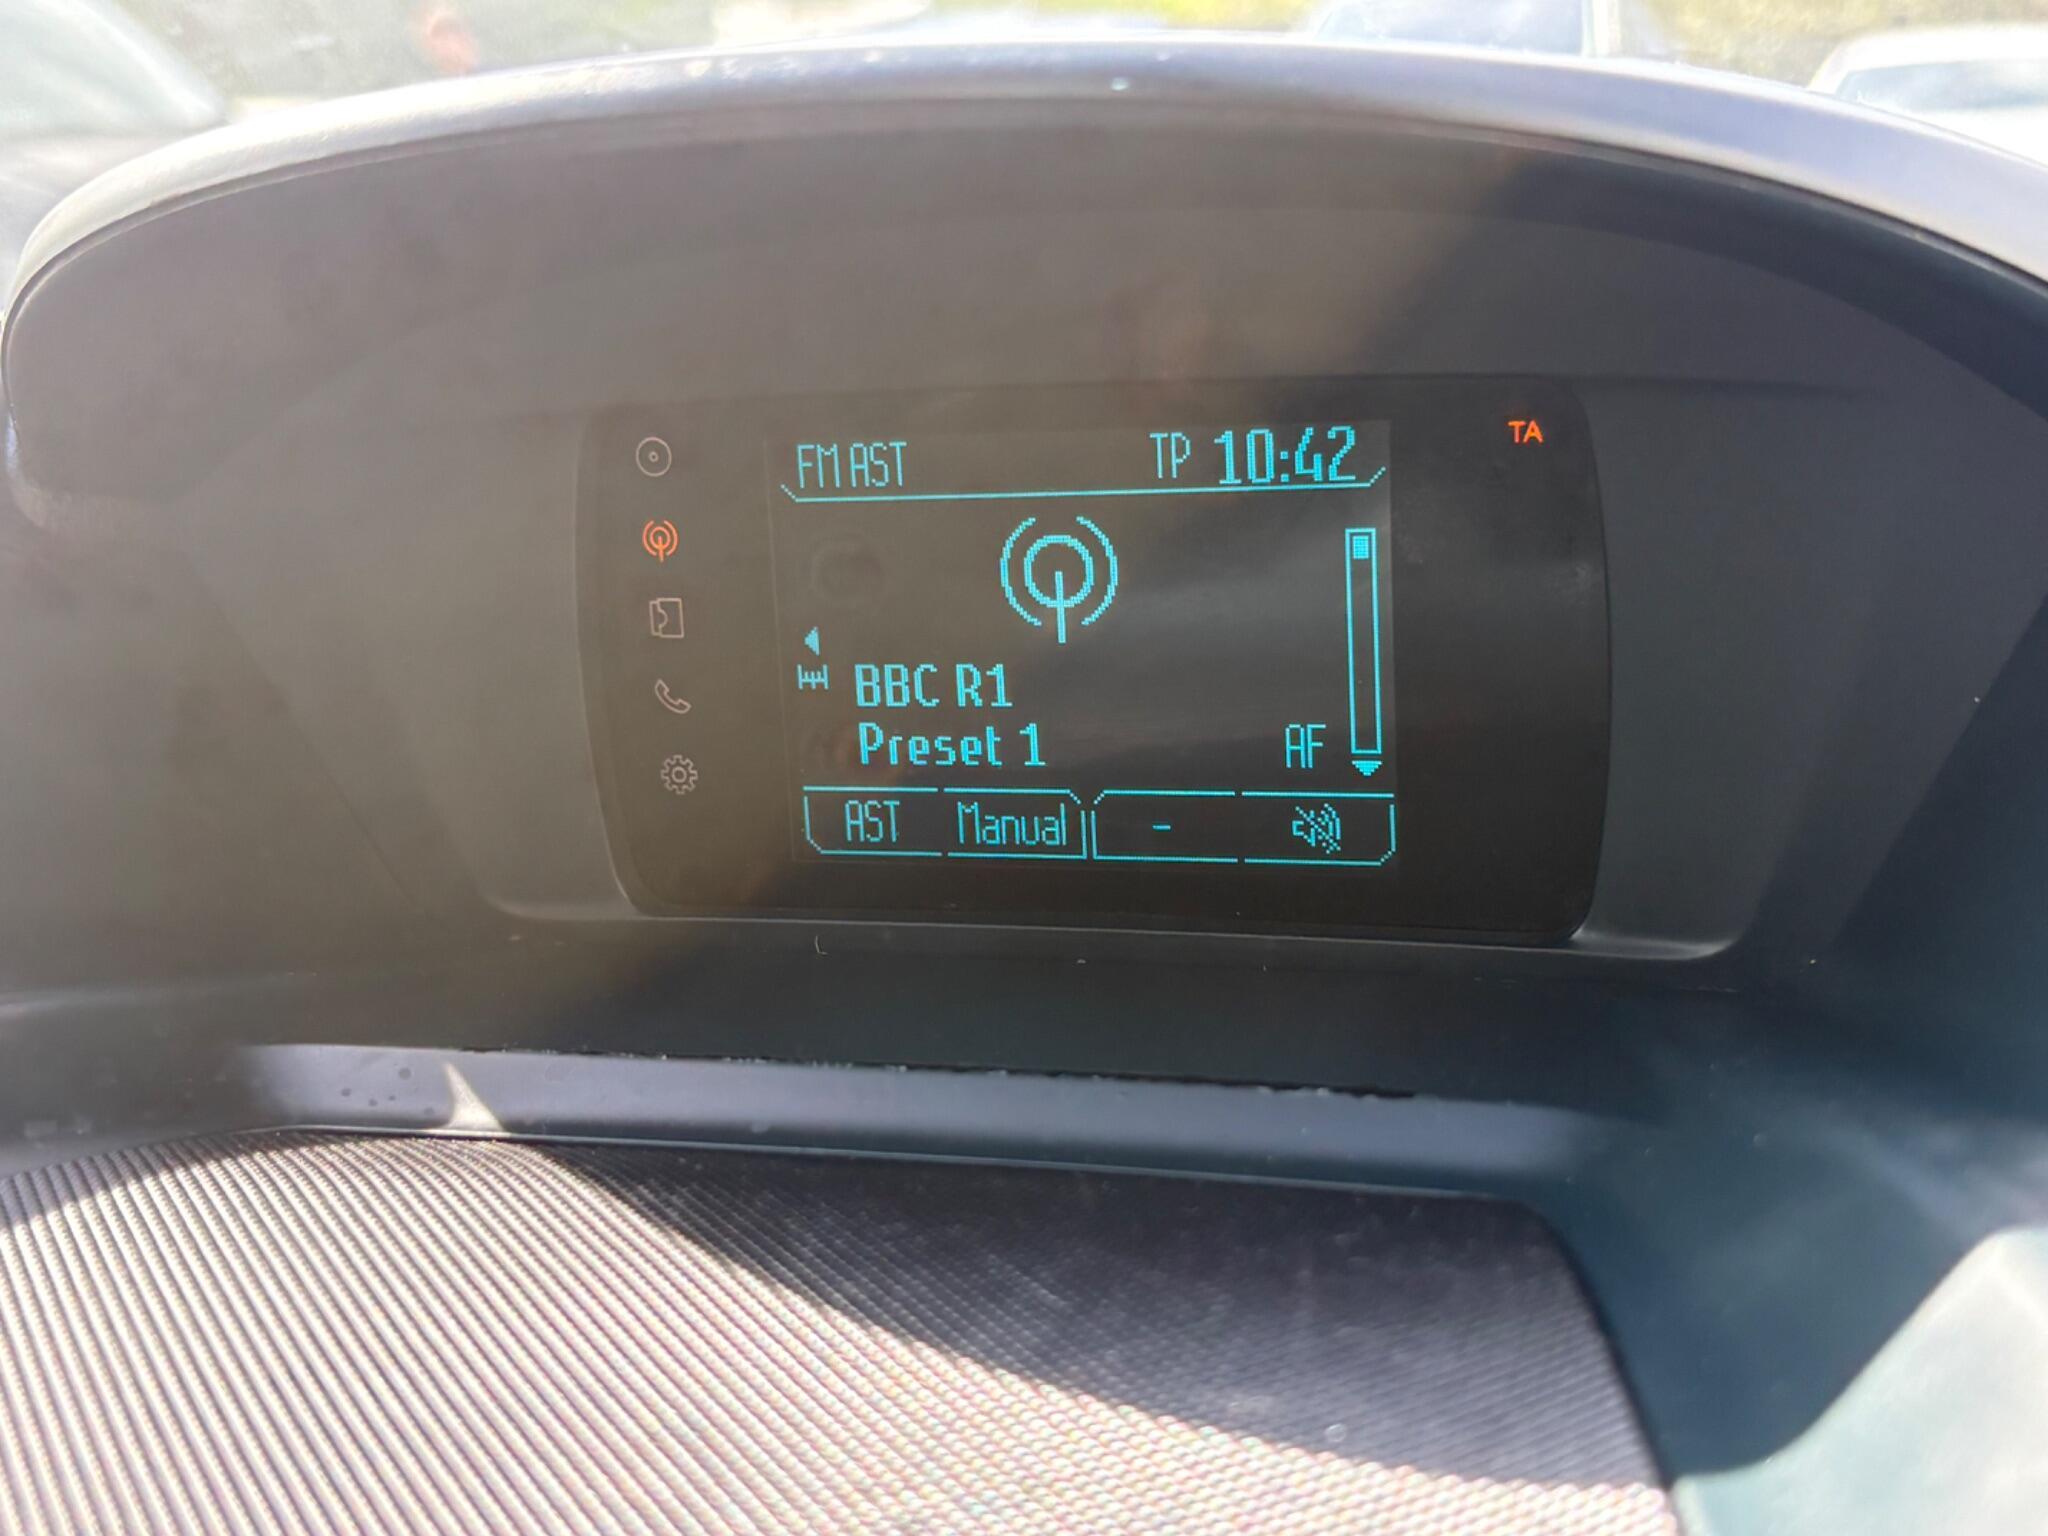 FM AST TP 10:42 TA
BBC R1
Preset 1 AF
AST Manual -